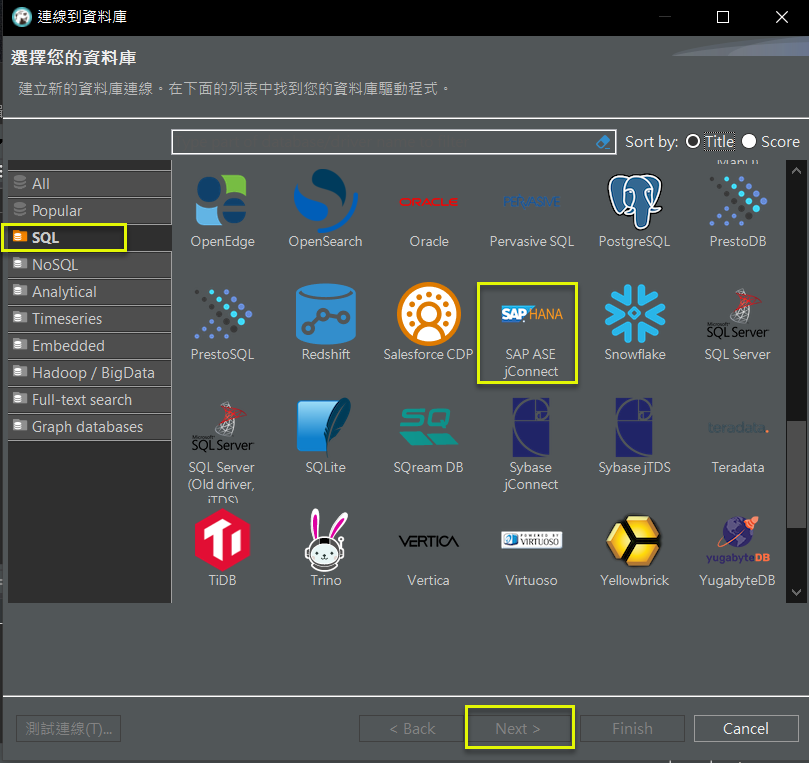 連線到資料庫
選擇您的資料庫
建立新的資料庫連線。在下面的列表中找到您的資料庫驅動程式。
Sort by: Title Score
All
Popular
SQL
NoSQL
Analytical
Timeseries
Embedded
Hadoop / BigData
Full-text search
Graph databases
ORACLE PERVASIVE
OpenEdge OpenSearch Oracle Pervasive SQL PostgreSQL PrestoDB
SAP HANA
Microsoft
SQL Server
PrestoSQL Redshift Salesforce CDP SAP ASE Snowflake SQL Server
jConnect
Microsoft
SQL Server
SQ
teradata.
SQL Server SQLite SQream DB Sybase Sybase jTDS Teradata
(Old driver, jConnect
jTDS)
VERTICA
POWERED BY
VIRTUOSO
yugabyteDB
TiDB Trino Vertica Virtuoso Yellowbrick YugabyteDB
測試連線(T)... < Back Next > Finish Cancel